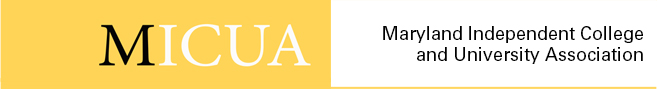 MICUA
Maryland Independent College
and University Association